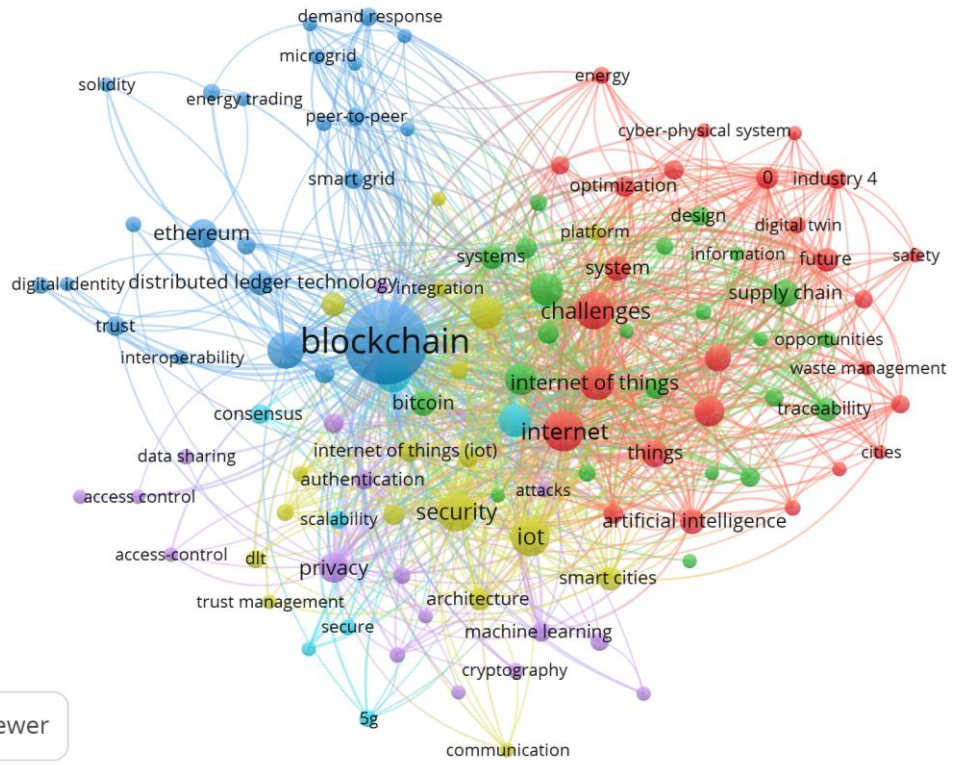 demand response
microgrid
solidity
energy
energy trading
peer-to-peer
cyber-physical system
smart grid
optimization
0
industry 4
design
digital twin
ethereum
platform
systems
information
future
safety
system
digital identity
distributed ledger technology
integration
supply chain
challenges
trust
blockchain
opportunities
interoperability
waste management
internet of things
bitcoin
traceability
consensus
internet
internet of things (iot)
things
cities
data sharing
authentication
attacks
access control
security
scalability
artificial intelligence
iot
access-control
dlt
privacy
smart cities
trust management
architecture
secure
machine learning
cryptography
5g
ewer
communication